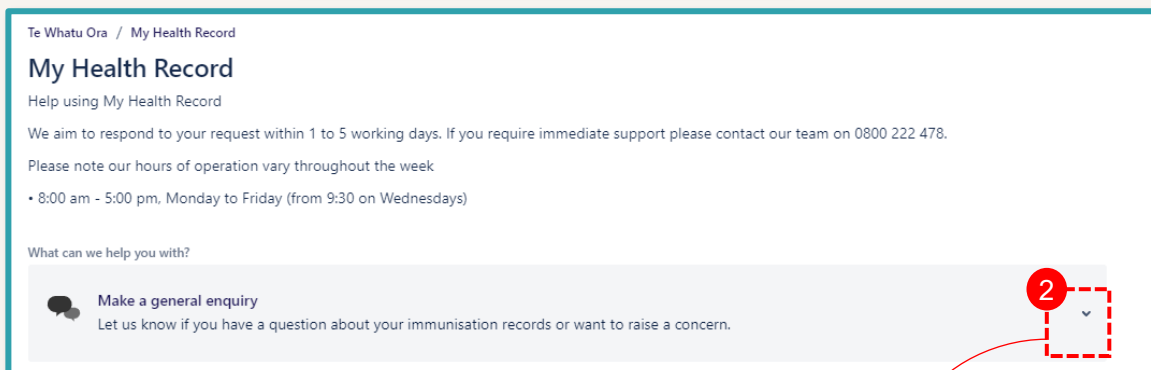 Te Whatu Ora / My Health Record
My Health Record
Help using My Health Record
We aim to respond to your request within 1 to 5 working days. If you require immediate support please contact our team on 0800 222 478.
Please note our hours of operation vary throughout the week
• 8:00 am - 5:00 pm, Monday to Friday (from 9:30 on Wednesdays)
What can we help you with?
Make a general enquiry
Let us know if you have a question about your immunisation records or want to raise a concern.
2